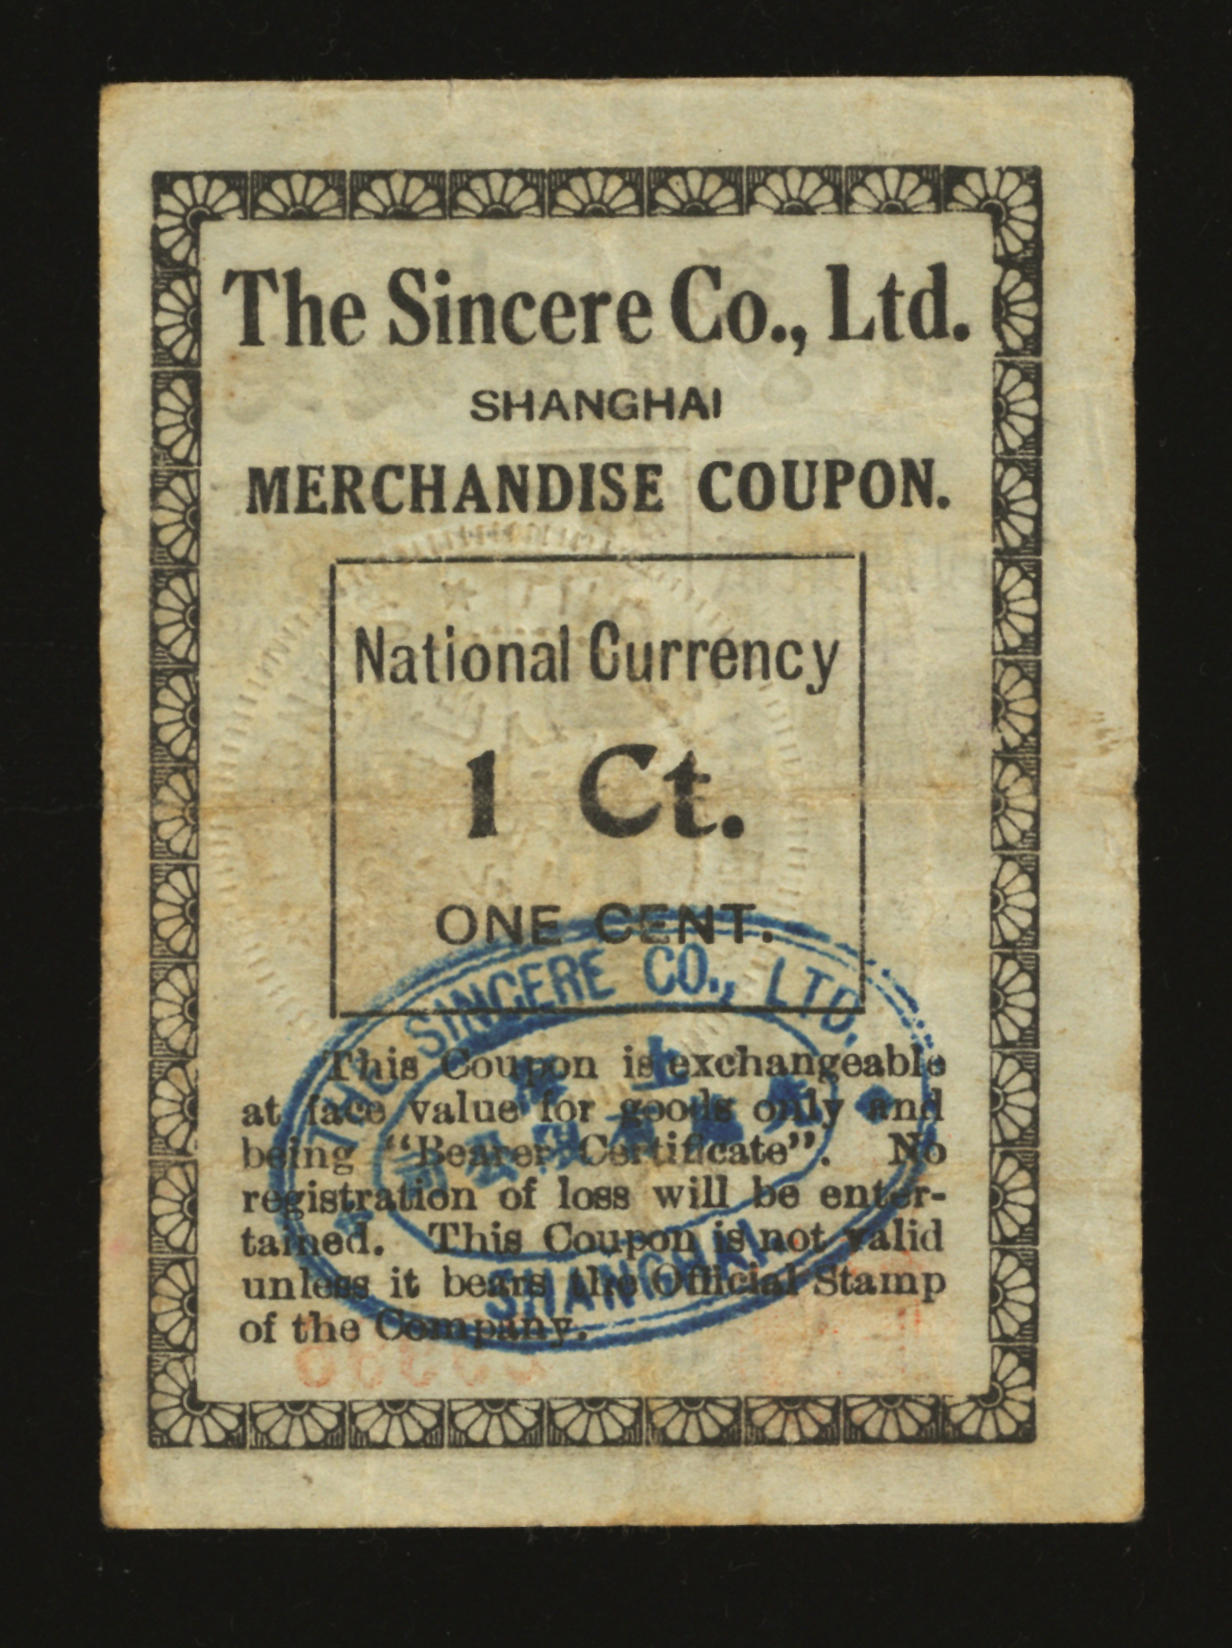 The Sincere Co., Ltd.
SHANGHAI
MERCHANDISE COUPON.
National Currency
1 Ct.
ONE CENT.
This Coupon is exchangeable
at face value for goods only and
being "Bearer Certificate". No
registration of loss will be enter-
tained. This Coupon is not valid
unless it bears the Official Stamp
of the Company.
THE SINCERE CO., LTD.
上
SHANGHAI